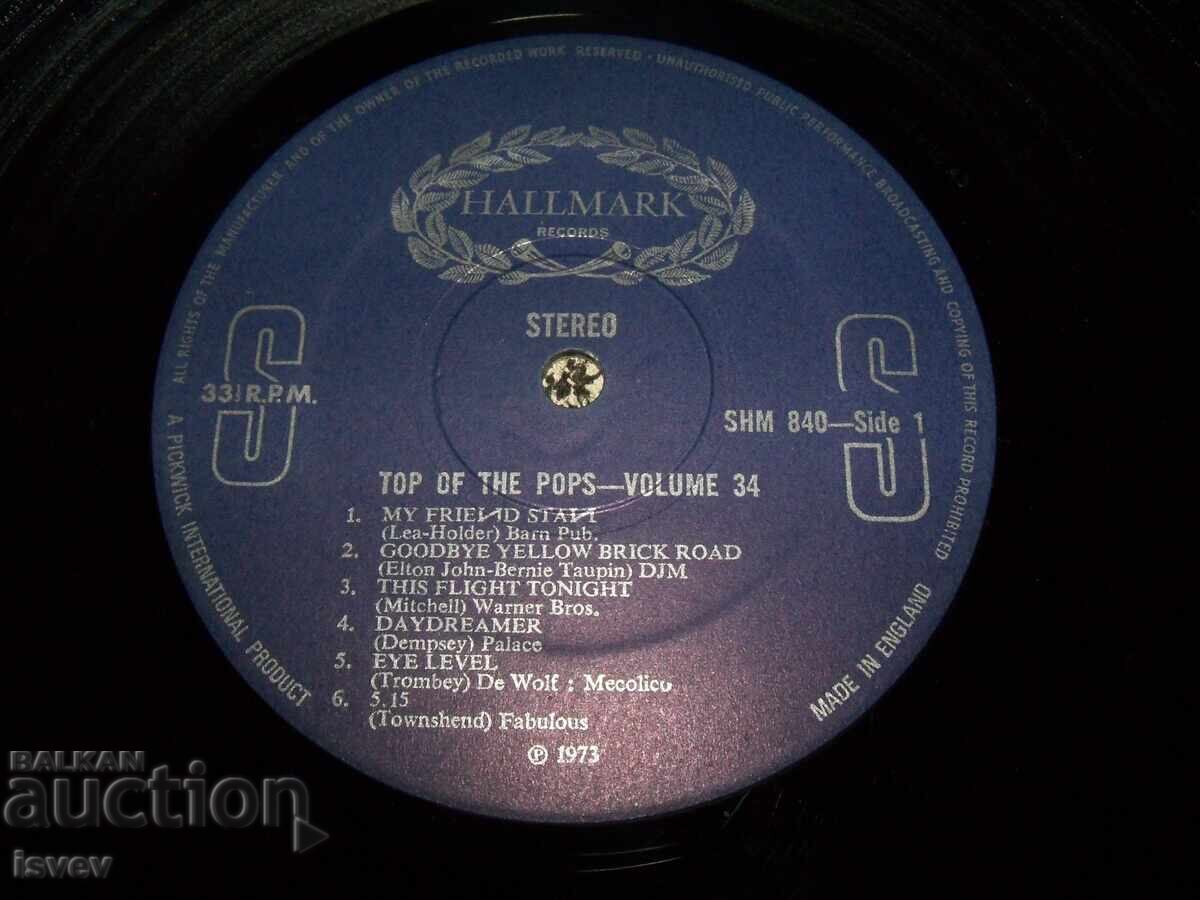 ALL RIGHTS OF THE MANUFACTURER AND OF THE OWNER OF THE RECORDED WORK RESERVED · UNAUTHORISED PUBLIC PERFORMANCE BROADCASTING AND COPYING OF THIS RECORD PROHIBITED
HALLMARK
RECORDS
STEREO
S S
33⅓ R.P.M.
SHM 840—Side 1
TOP OF THE POPS—VOLUME 34
1. MY FRIEND STAN
(Lea-Holder) Barn Pub.
2. GOODBYE YELLOW BRICK ROAD
(Elton John-Bernie Taupin) DJM
3. THIS FLIGHT TONIGHT
(Mitchell) Warner Bros.
4. DAYDREAMER
(Dempsey) Palace
5. EYE LEVEL
(Trombey) De Wolf : Mecolico
6. 5.15
(Townshend) Fabulous
℗ 1973
A PICKWICK INTERNATIONAL PRODUCT
MADE IN ENGLAND
BALKAN
auction
isvev